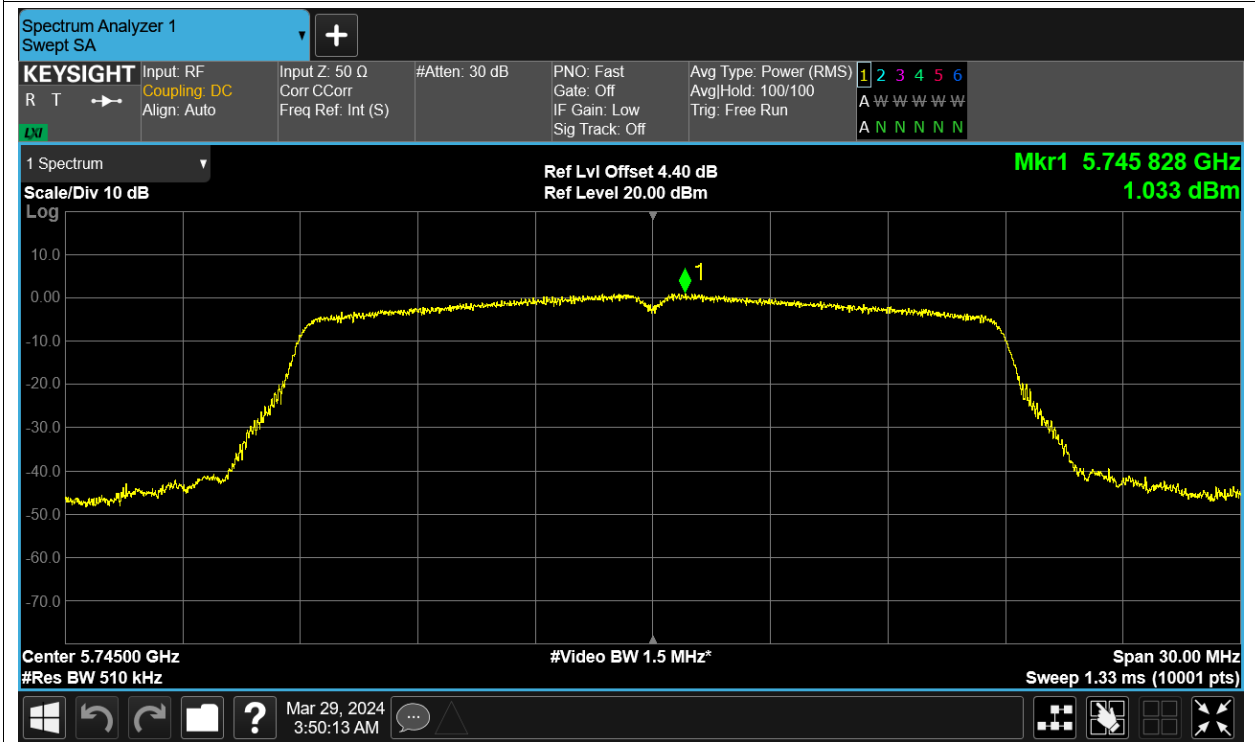 Spectrum Analyzer 1
Swept SA
+
KEYSIGHT
R T
LXI
Input: RF
Coupling: DC
Align: Auto
Input Z: 50 Ω
Corr CCorr
Freq Ref: Int (S)
#Atten: 30 dB
PNO: Fast
Gate: Off
IF Gain: Low
Sig Track: Off
Avg Type: Power (RMS)
Avg|Hold: 100/100
Trig: Free Run
1 2 3 4 5 6
A W W W W W
A N N N N N
1 Spectrum
Scale/Div 10 dB
Log
Ref Lvl Offset 4.40 dB
Ref Level 20.00 dBm
Mkr1 5.745 828 GHz
1.033 dBm
1
10.0
0.00
-10.0
-20.0
-30.0
-40.0
-50.0
-60.0
-70.0
Center 5.74500 GHz
#Res BW 510 kHz
#Video BW 1.5 MHz*
Span 30.00 MHz
Sweep 1.33 ms (10001 pts)
?
Mar 29, 2024
3:50:13 AM